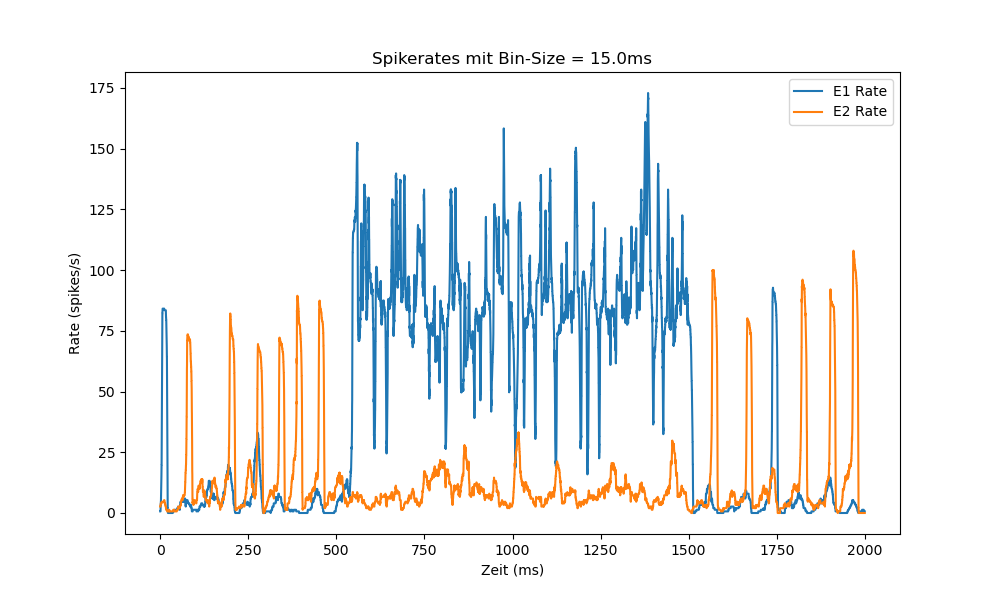 Spikerates mit Bin-Size = 15.0ms
E1 Rate
E2 Rate
175
150
125
100
75
50
25
0
Rate (spikes/s)
0 250 500 750 1000 1250 1500 1750 2000
Zeit (ms)